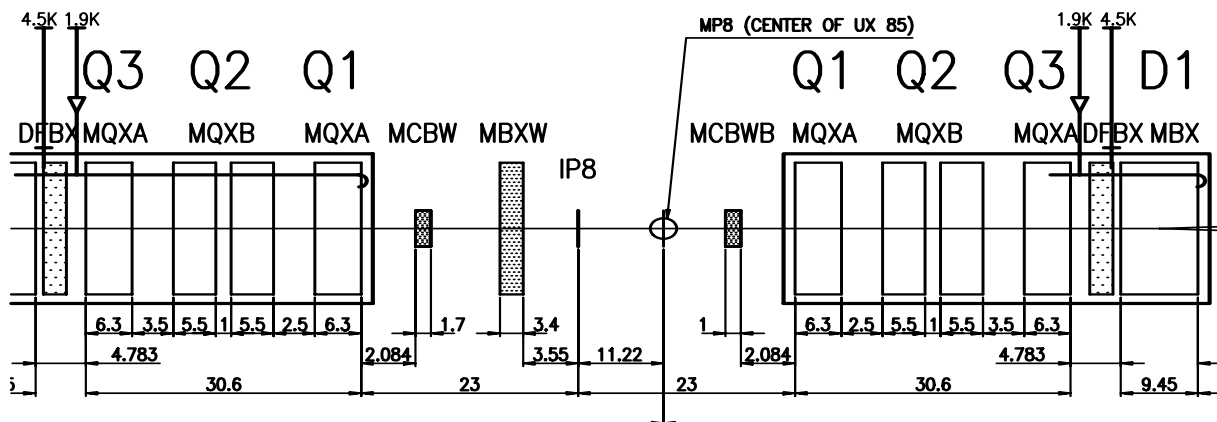 4.5K 1.9K MP8 (CENTER OF UX 85) 1.9K 4.5K
Q3 Q2 Q1 Q1 Q2 Q3 D1
DFBX MQXA MQXB MQXA MCBW MBXW MCBWB MQXA MQXB MQXA DFBX MBX
IP8
6.3 3.5 5.5 1 5.5 2.5 6.3 1.7 3.4 1 6.3 2.5 5.5 1 5.5 3.5 6.3
4.783 2.084 3.55 11.22 2.084 4.783
30.6 23 23 30.6 9.45